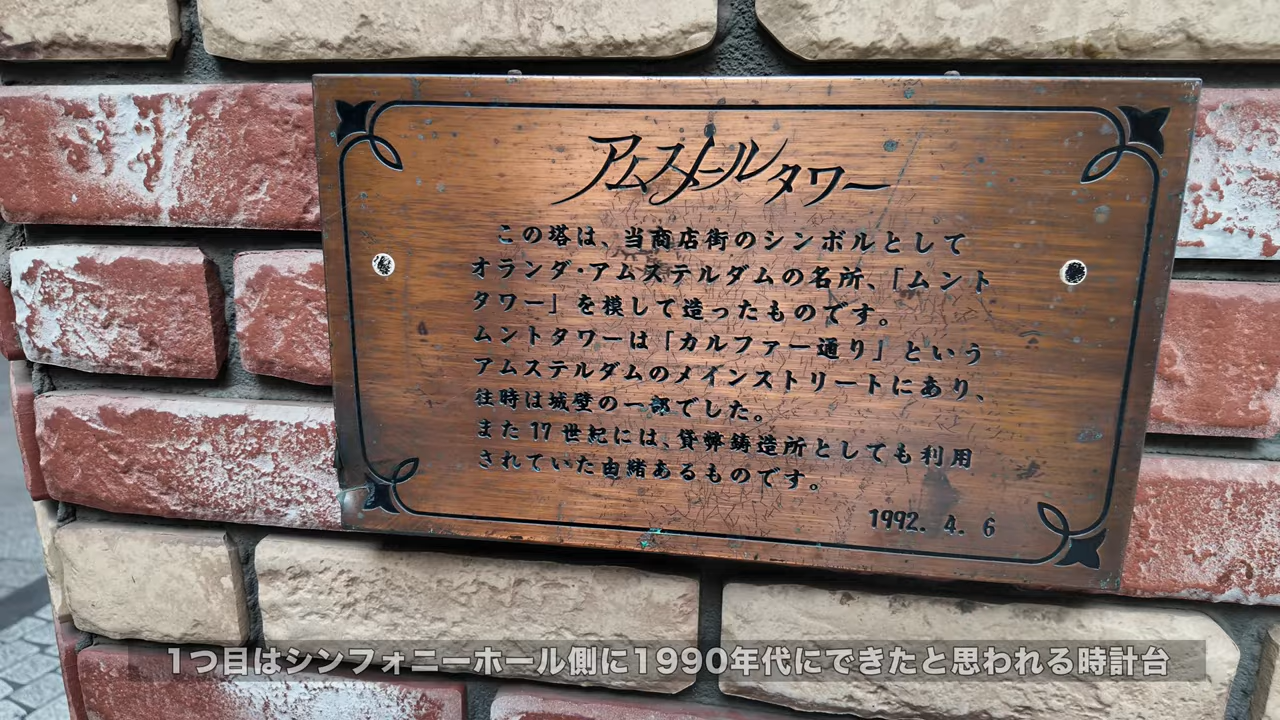 アムスメールタワー
この塔は、当商店街のシンボルとして
オランダ・アムステルダムの名所、「ムント
タワー」を模して造ったものです。
ムントタワーは「カルファー通り」という
アムステルダムのメインストリートにあり、
往時は城壁の一部でした。
また17世紀には、貨幣鋳造所としても利用
されていた由緒あるものです。
1992. 4. 6
1つ目はシンフォニーホール側に1990年代にできたと思われる時計台